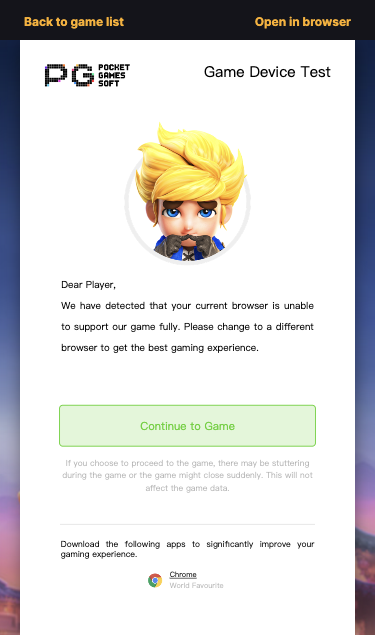 Back to game list
Open in browser
PG POCKET GAMES SOFT
Game Device Test
Dear Player,
We have detected that your current browser is unable
to support our game fully. Please change to a different
browser to get the best gaming experience.
Continue to Game
If you choose to proceed to the game, there may be stuttering
during the game or the game might close suddenly. This will not
affect the game data.
Download the following apps to significantly improve your
gaming experience.
Chrome
World Favourite